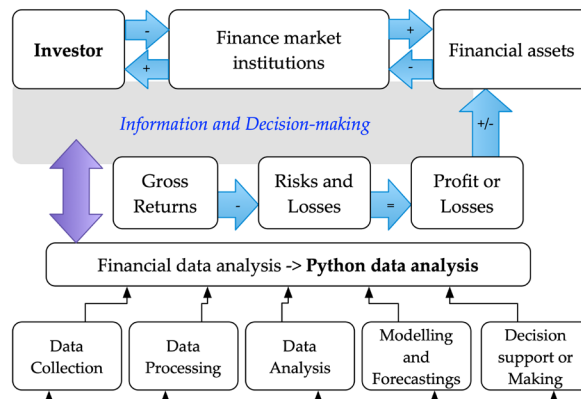 Investor
-
+
Finance market
institutions
+
-
Financial assets
Information and Decision-making
+/-
Gross
Returns
-
Risks and
Losses
=
Profit or
Losses
Financial data analysis -> Python data analysis
Data
Collection
Data
Processing
Data
Analysis
Modelling
and
Forecastings
Decision
support or
Making